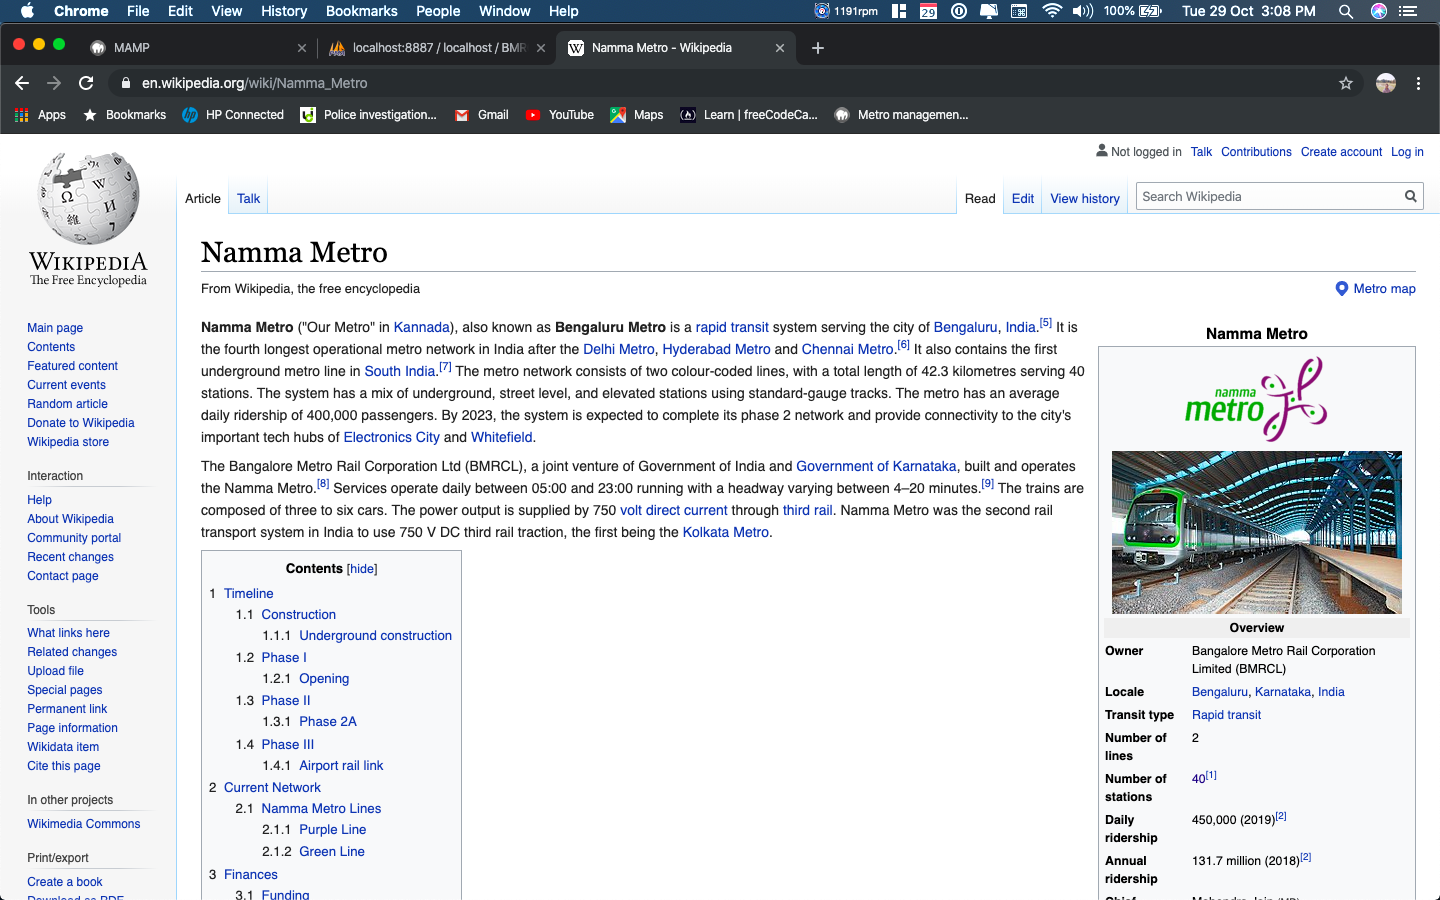 Chrome File Edit View History Bookmarks People Window Help 1191rpm 29 100% Tue 29 Oct 3:08 PM
MAMP localhost:8887 / localhost / BMR Namma Metro - Wikipedia
en.wikipedia.org/wiki/Namma_Metro
Apps Bookmarks HP Connected Police investigation... Gmail YouTube Maps Learn | freeCodeCa... Metro managemen...
Not logged in Talk Contributions Create account Log in
Article Talk Read Edit View history Search Wikipedia
WIKIPEDIA
The Free Encyclopedia
Main page
Contents
Featured content
Current events
Random article
Donate to Wikipedia
Wikipedia store
Interaction
Help
About Wikipedia
Community portal
Recent changes
Contact page
Tools
What links here
Related changes
Upload file
Special pages
Permanent link
Page information
Wikidata item
Cite this page
In other projects
Wikimedia Commons
Print/export
Create a book
Download as PDF
Namma Metro
From Wikipedia, the free encyclopedia
Metro map
Namma Metro ("Our Metro" in Kannada), also known as Bengaluru Metro is a rapid transit system serving the city of Bengaluru, India.[5] It is
the fourth longest operational metro network in India after the Delhi Metro, Hyderabad Metro and Chennai Metro.[6] It also contains the first
underground metro line in South India.[7] The metro network consists of two colour-coded lines, with a total length of 42.3 kilometres serving 40
stations. The system has a mix of underground, street level, and elevated stations using standard-gauge tracks. The metro has an average
daily ridership of 400,000 passengers. By 2023, the system is expected to complete its phase 2 network and provide connectivity to the city's
important tech hubs of Electronics City and Whitefield.
The Bangalore Metro Rail Corporation Ltd (BMRCL), a joint venture of Government of India and Government of Karnataka, built and operates
the Namma Metro.[8] Services operate daily between 05:00 and 23:00 running with a headway varying between 4–20 minutes.[9] The trains are
composed of three to six cars. The power output is supplied by 750 volt direct current through third rail. Namma Metro was the second rail
transport system in India to use 750 V DC third rail traction, the first being the Kolkata Metro.
Contents [hide]
1 Timeline
1.1 Construction
1.1.1 Underground construction
1.2 Phase I
1.2.1 Opening
1.3 Phase II
1.3.1 Phase 2A
1.4 Phase III
1.4.1 Airport rail link
2 Current Network
2.1 Namma Metro Lines
2.1.1 Purple Line
2.1.2 Green Line
3 Finances
3.1 Funding
Namma Metro
namma
metro
Overview
Owner Bangalore Metro Rail Corporation
Limited (BMRCL)
Locale Bengaluru, Karnataka, India
Transit type Rapid transit
Number of 2
lines
Number of 40[1]
stations
Daily 450,000 (2019)[2]
ridership
Annual 131.7 million (2018)[2]
ridership